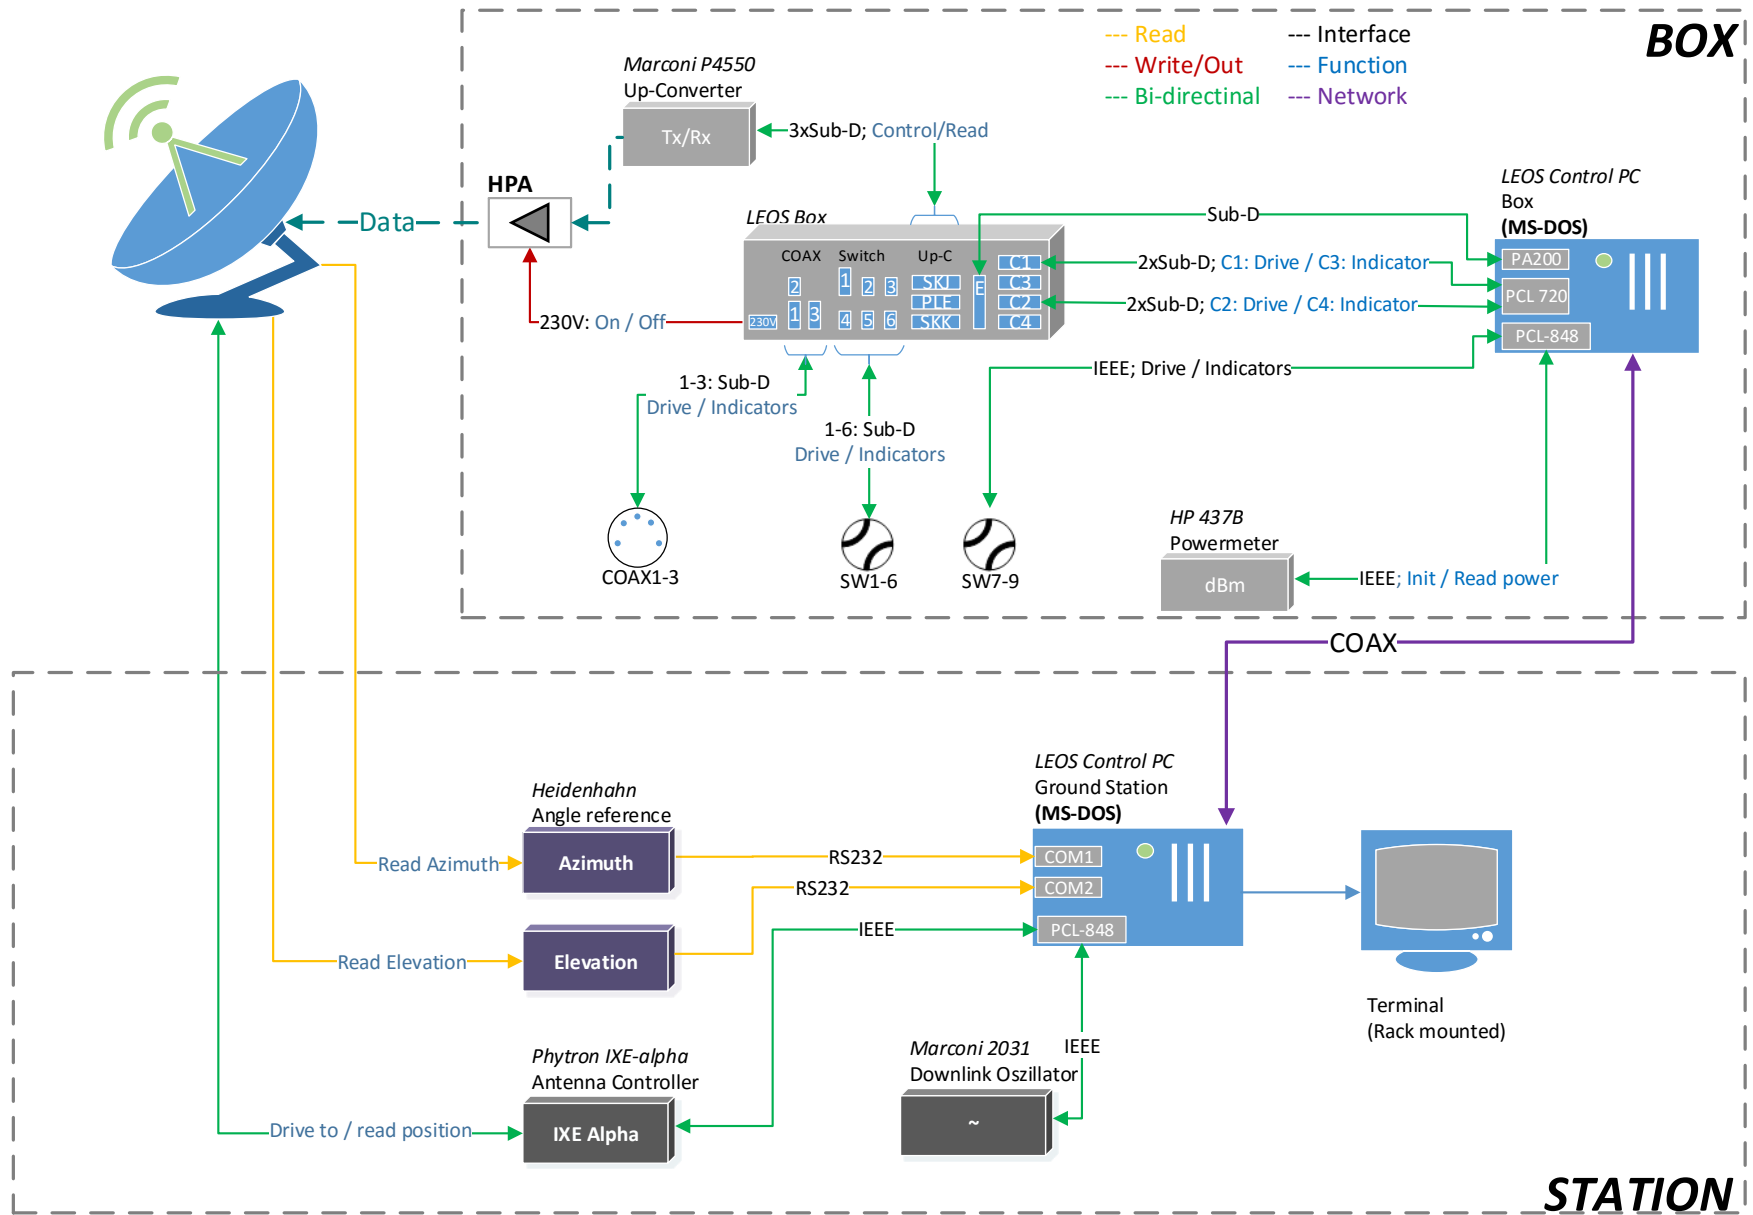 --- Read
--- Interface
BOX
--- Write/Out
--- Function
--- Bi-directinal
--- Network
Marconi P4550
Up-Converter
Tx/Rx
3xSub-D; Control/Read
HPA
Data
LEOS Box
COAX
Switch
Up-C
2
1
3
230V
1
2
3
4
5
6
SKJ
PLE
SKK
E
C1
C3
C2
C4
Sub-D
2xSub-D; C1: Drive / C3: Indicator
2xSub-D; C2: Drive / C4: Indicator
LEOS Control PC
Box
(MS-DOS)
PA200
PCL 720
PCL-848
230V: On / Off
1-3: Sub-D
Drive / Indicators
1-6: Sub-D
Drive / Indicators
IEEE; Drive / Indicators
COAX1-3
SW1-6
SW7-9
HP 437B
Powermeter
dBm
IEEE; Init / Read power
COAX
LEOS Control PC
Ground Station
(MS-DOS)
COM1
COM2
PCL-848
Heidenhahn
Angle reference
Read Azimuth
Azimuth
RS232
RS232
Read Elevation
Elevation
IEEE
Terminal
(Rack mounted)
Phytron IXE-alpha
Antenna Controller
Drive to / read position
IXE Alpha
Marconi 2031
Downlink Oszillator
IEEE
~
STATION